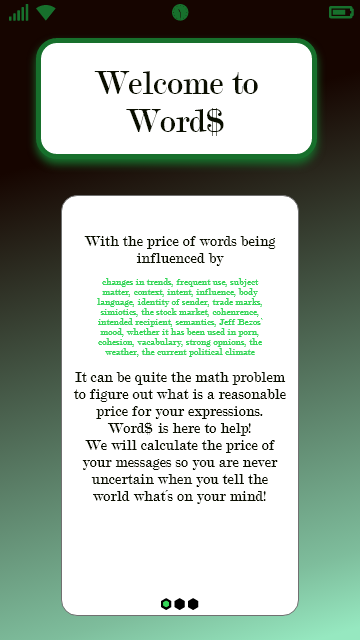 Welcome to
Word$
With the price of words being
influenced by
changes in trends, frequent use, subject
matter, context, intent, influence, body
language, identity of sender, trade marks,
simiotics, the stock market, cohenrence,
intended recipient, semantics, Jeff Bezos'
mood, whether it has been used in porn,
cohesion, vacabulary, strong opnions, the
weather, the current political climate
It can be quite the math problem
to figure out what is a reasonable
price for your expressions.
Word$ is here to help!
We will calculate the price of
your messages so you are never
uncertain when you tell the
world what's on your mind!